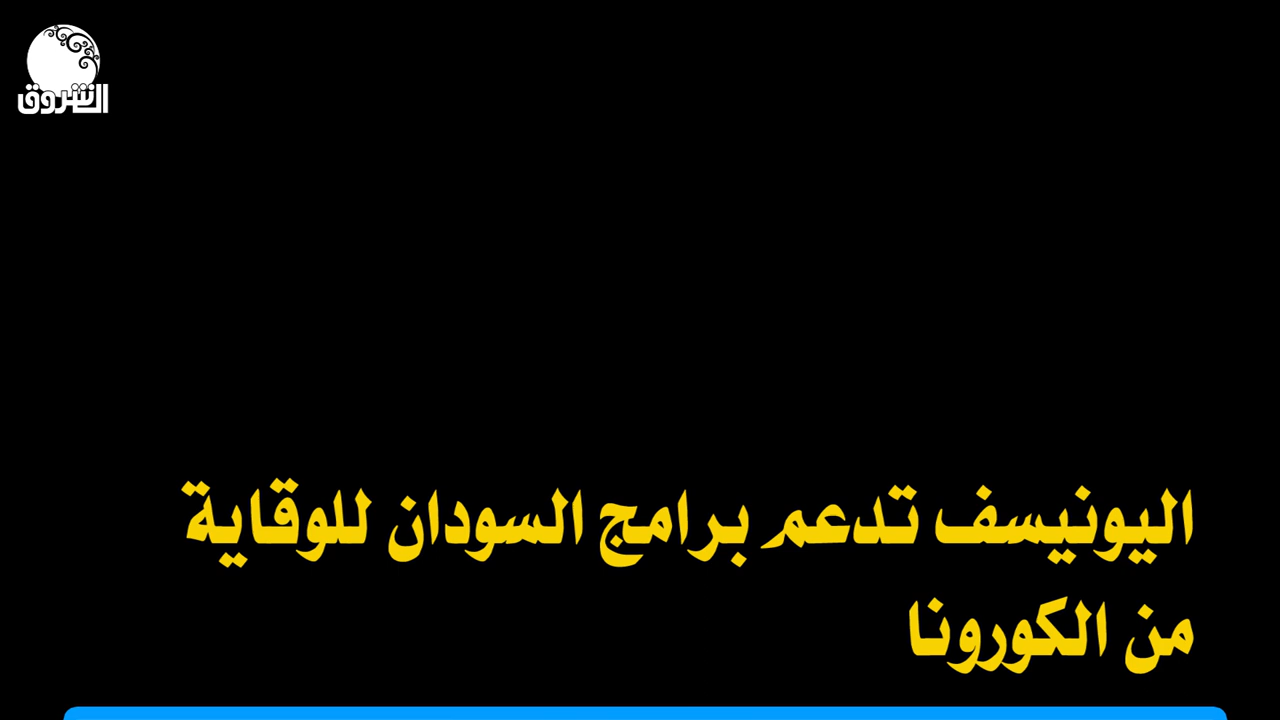 الشروق
اليونيسف تدعم برامج السودان للوقاية
من الكورونا